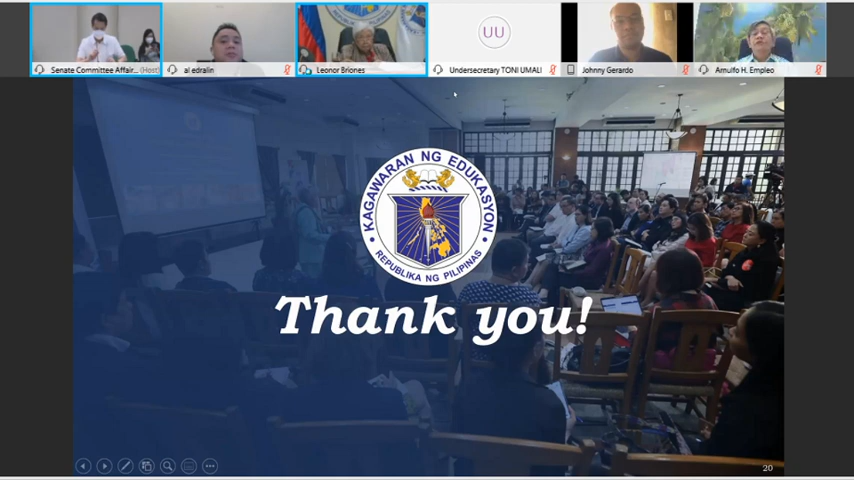 Senate Committee Affair... (Host)
al edralin
Leonor Briones
UU
Undersecretary TONI UMALI
Johnny Gerardo
Arnulfo H. Empleo
KAGAWARAN NG EDUKASYON
REPUBLIKA NG PILIPINAS
Thank you!
20